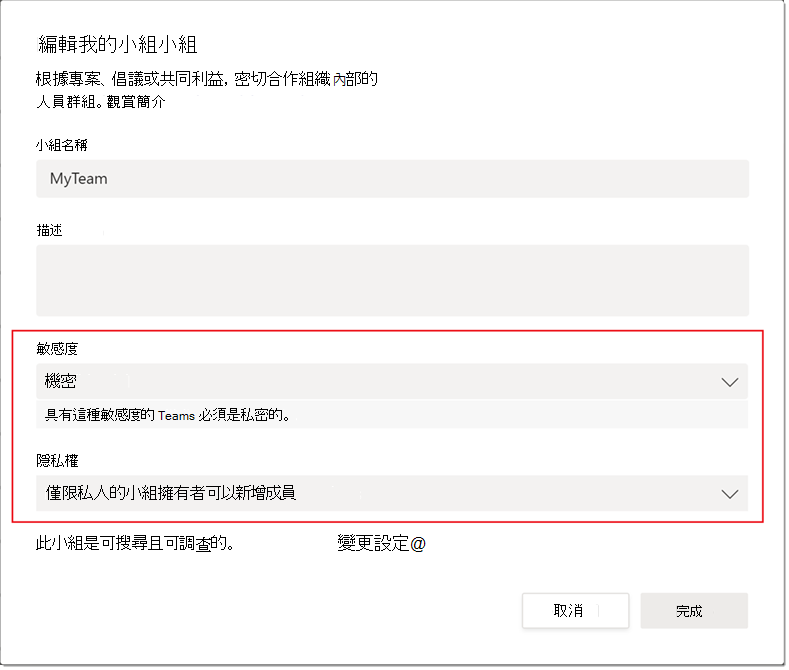 編輯我的小組小組
根據專案、倡議或共同利益, 密切合作組織內部的
人員群組。觀賞簡介
小組名稱
MyTeam
描述
敏感度
機密
具有這種敏感度的 Teams 必須是私密的。
隱私權
僅限私人的小組擁有者可以新增成員
此小組是可搜尋且可調查的。 變更設定@
取消 完成